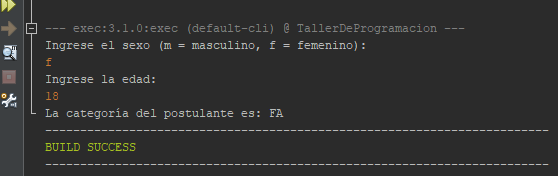 --- exec:3.1.0:exec (default-cli) @ TallerDeProgramacion ---
Ingrese el sexo (m = masculino, f = femenino):
f
Ingrese la edad:
18
La categoría del postulante es: FA
------------------------------------------------------------------------
BUILD SUCCESS
------------------------------------------------------------------------